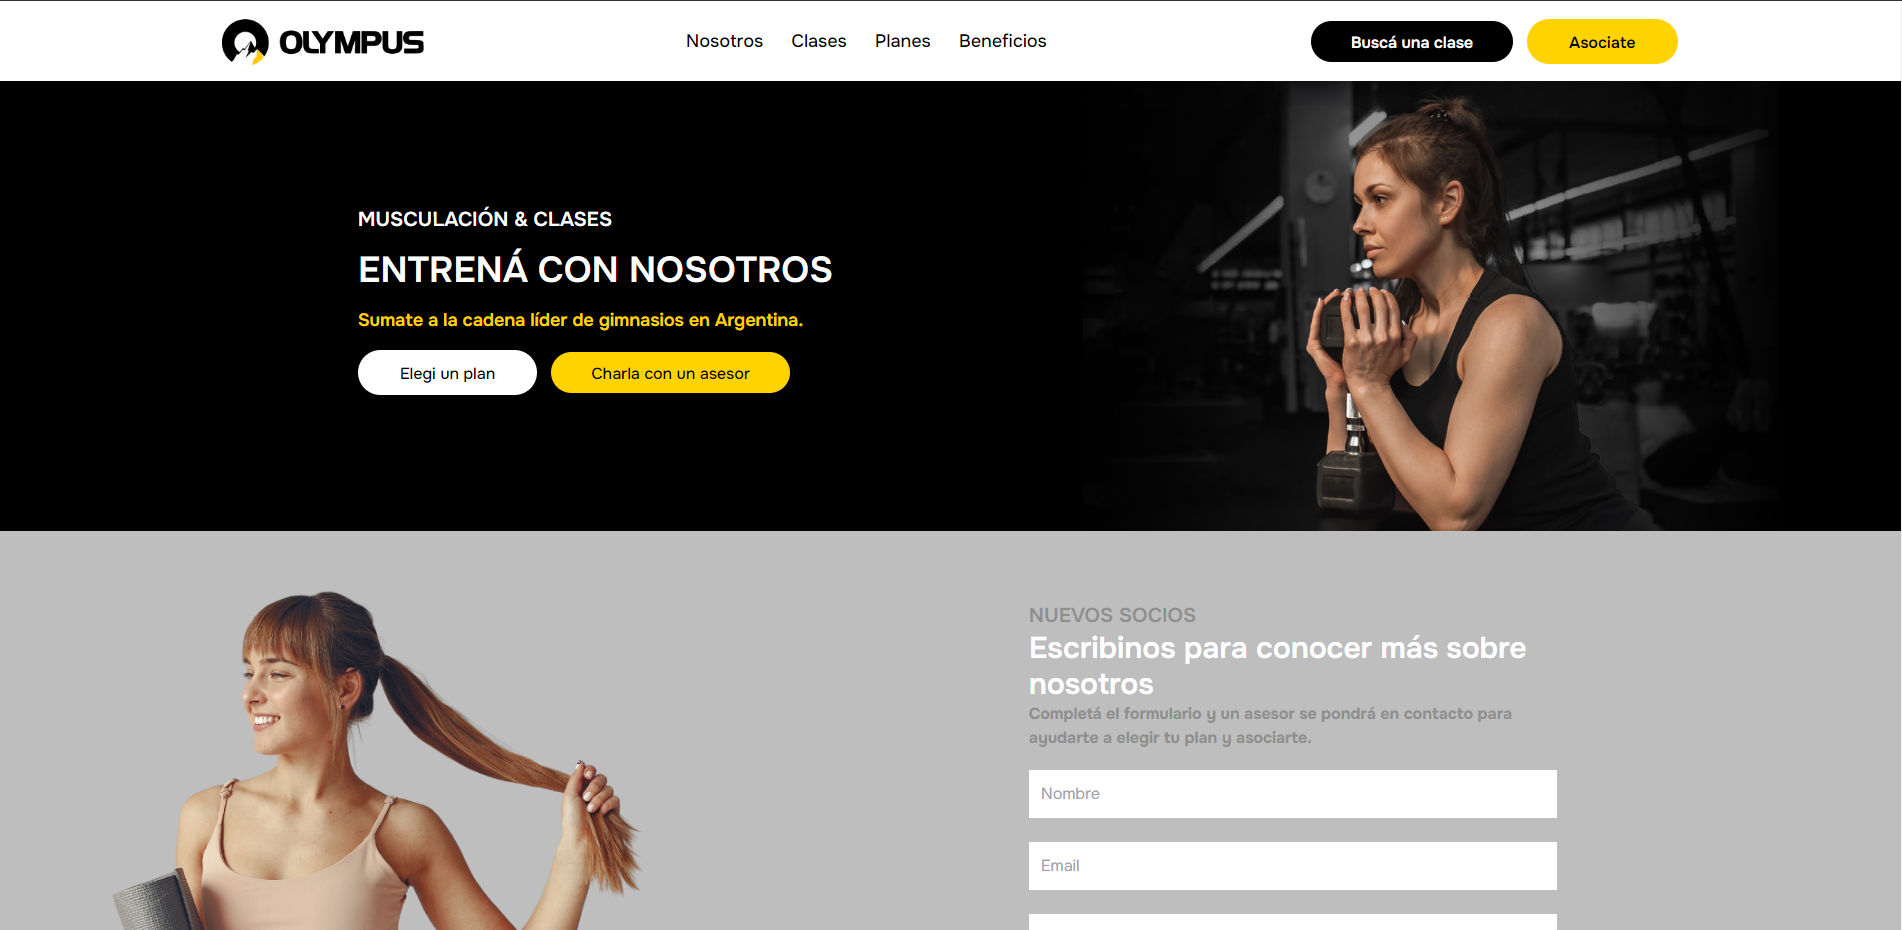 OLYMPUS
Nosotros Clases Planes Beneficios
Buscá una clase
Asociate
MUSCULACIÓN & CLASES
ENTRENÁ CON NOSOTROS
Sumate a la cadena líder de gimnasios en Argentina.
Elegi un plan
Charla con un asesor
NUEVOS SOCIOS
Escribinos para conocer más sobre
nosotros
Completá el formulario y un asesor se pondrá en contacto para
ayudarte a elegir tu plan y asociarte.
Nombre
Email